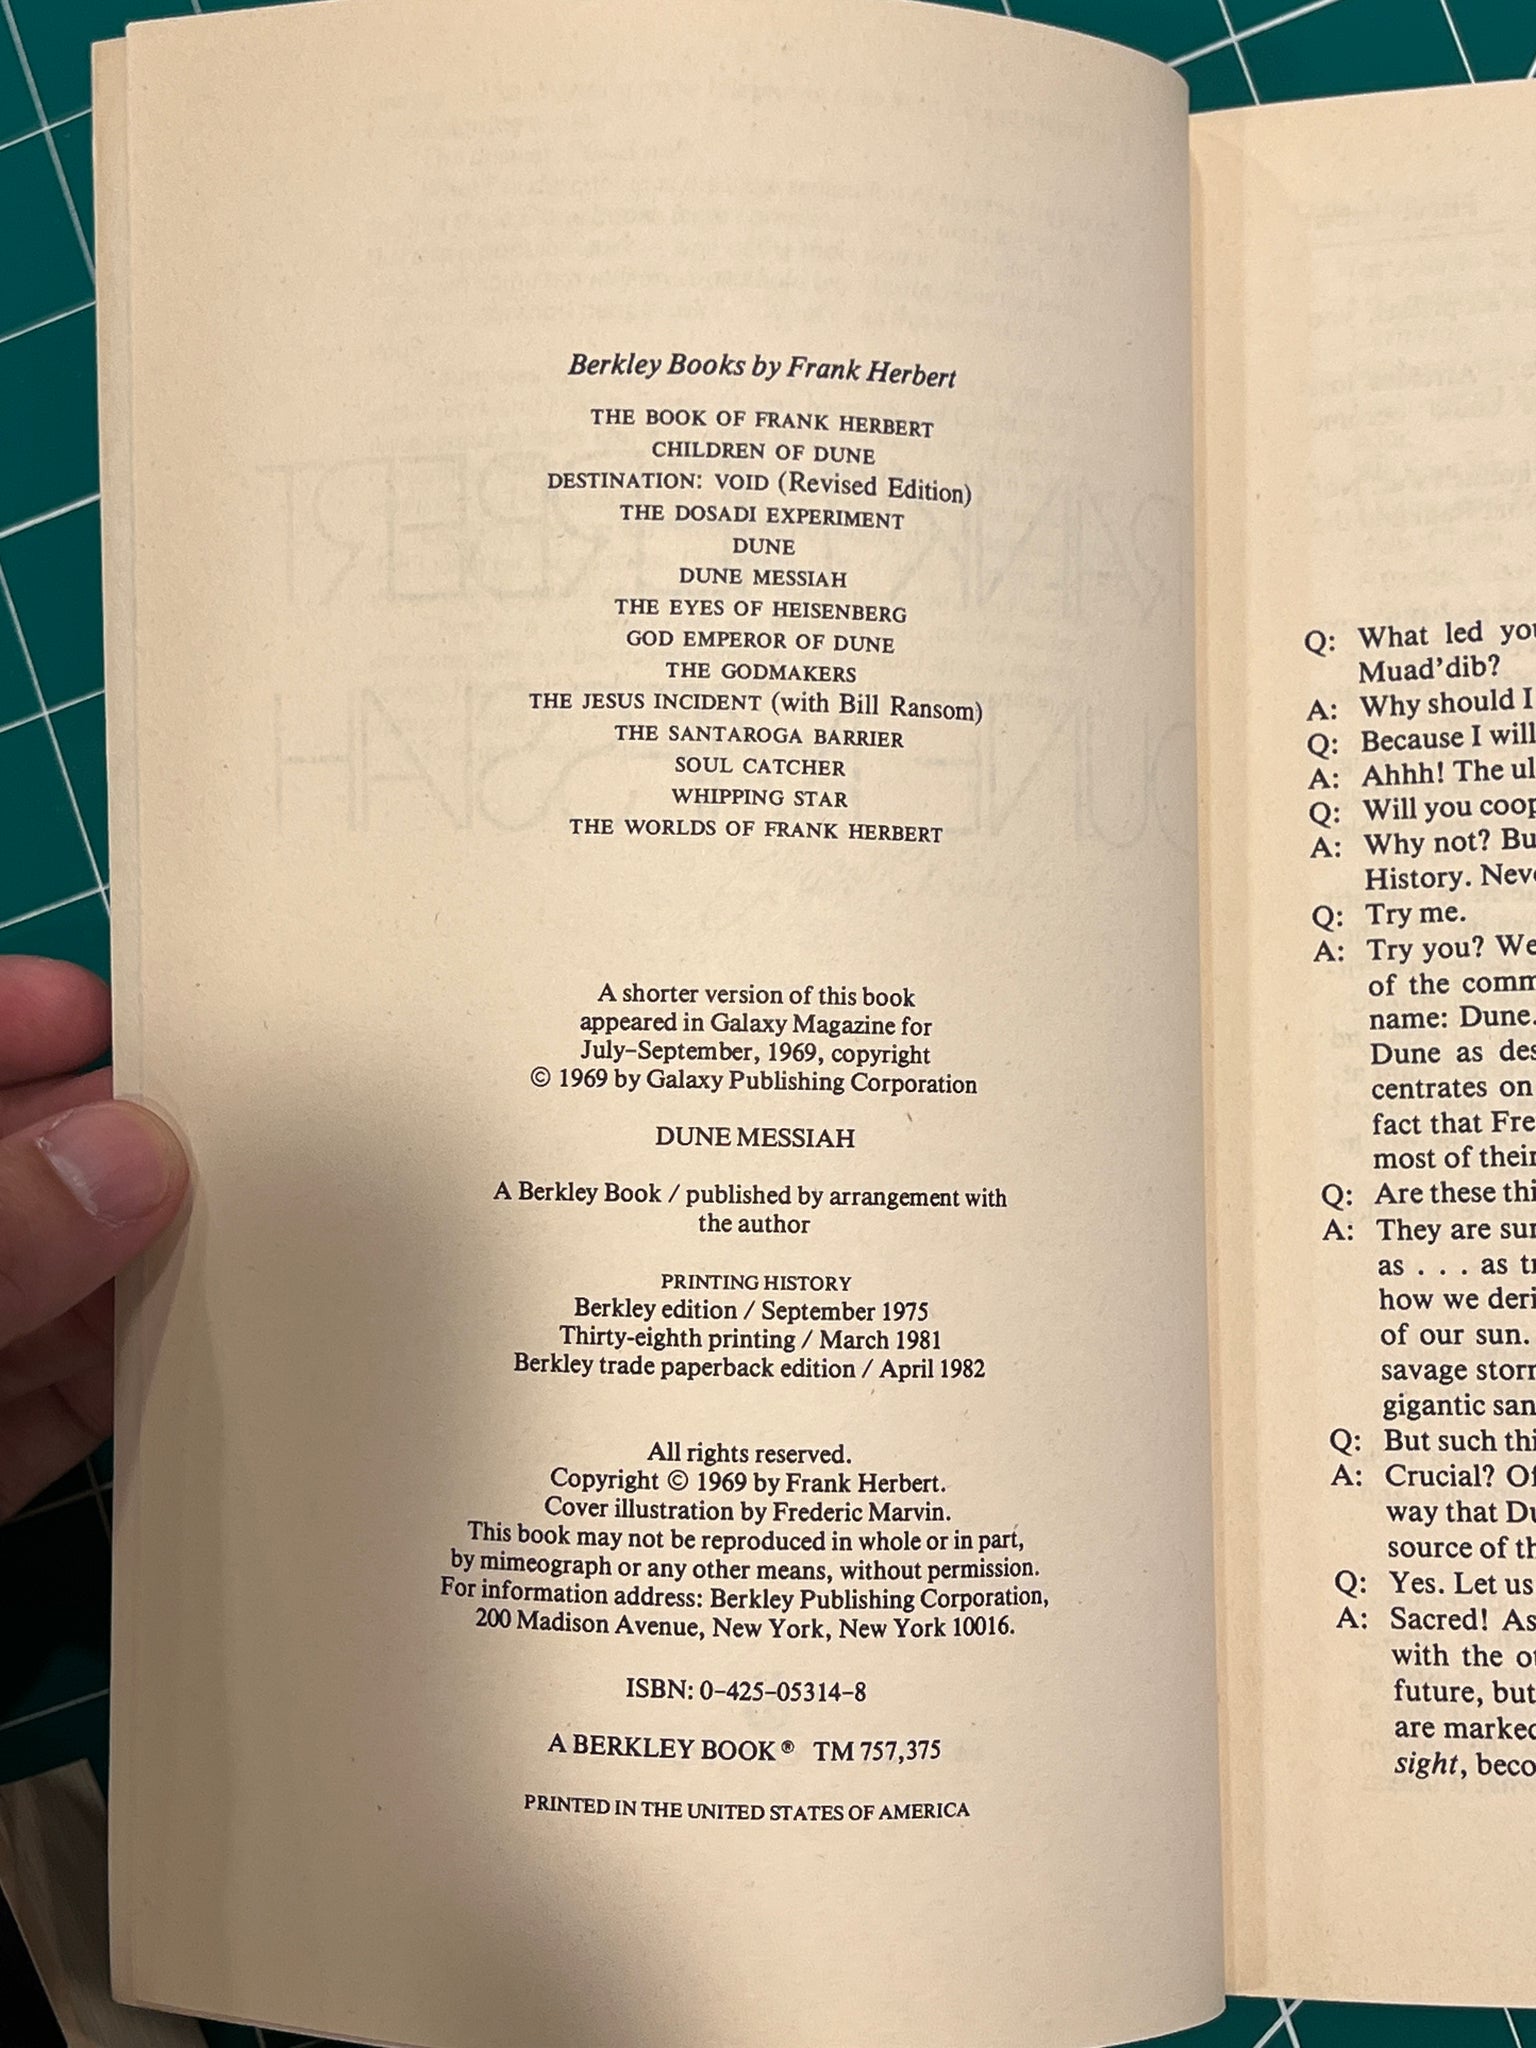 Berkley Books by Frank Herbert
THE BOOK OF FRANK HERBERT
CHILDREN OF DUNE
DESTINATION: VOID (Revised Edition)
THE DOSADI EXPERIMENT
DUNE
DUNE MESSIAH
THE EYES OF HEISENBERG
GOD EMPEROR OF DUNE
THE GODMAKERS
THE JESUS INCIDENT (with Bill Ransom)
THE SANTAROGA BARRIER
SOUL CATCHER
WHIPPING STAR
THE WORLDS OF FRANK HERBERT
A shorter version of this book
appeared in Galaxy Magazine for
July–September, 1969, copyright
© 1969 by Galaxy Publishing Corporation
DUNE MESSIAH
A Berkley Book / published by arrangement with
the author
PRINTING HISTORY
Berkley edition / September 1975
Thirty-eighth printing / March 1981
Berkley trade paperback edition / April 1982
All rights reserved.
Copyright © 1969 by Frank Herbert.
Cover illustration by Frederic Marvin.
This book may not be reproduced in whole or in part,
by mimeograph or any other means, without permission.
For information address: Berkley Publishing Corporation,
200 Madison Avenue, New York, New York 10016.
ISBN: 0–425–05314–8
A BERKLEY BOOK ® TM 757,375
PRINTED IN THE UNITED STATES OF AMERICA
Q: What led you
Muad'dib?
A: Why should I
Q: Because I will
A: Ahhh! The
Q: Will you
A: Why not?
History.
Q: Try me.
A: Try you?
of the
name: Dune.
Dune as
centrates on
fact that
most of their
Q: Are these
A: They are
as . . . as
how we
of our sun.
savage
gigantic
Q: But such
A: Crucial?
way that
source of
Q: Yes. Let us
A: Sacred! As
with the
future, but
are marked
sight,